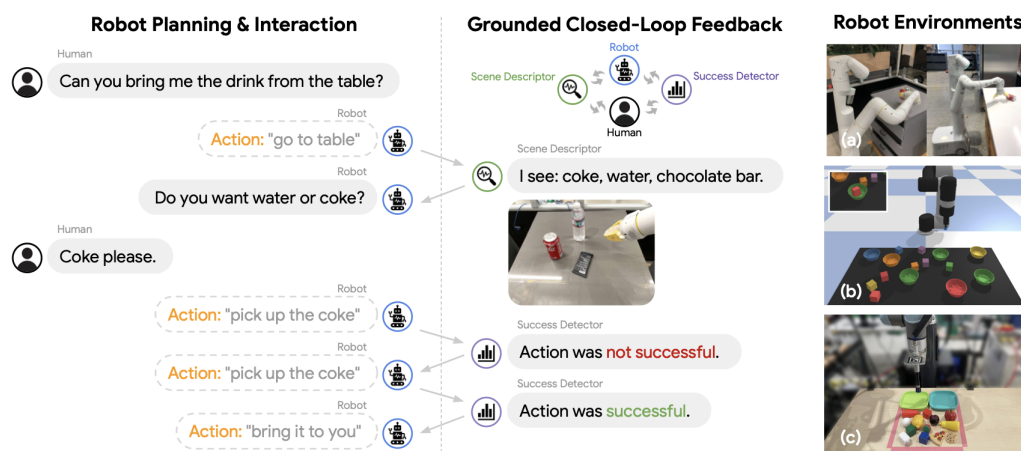 Robot Planning & Interaction
Human
Can you bring me the drink from the table?
Robot
Action: "go to table"
Robot
Do you want water or coke?
Human
Coke please.
Robot
Action: "pick up the coke"
Robot
Action: "pick up the coke"
Robot
Action: "bring it to you"
Grounded Closed-Loop Feedback
Robot
Scene Descriptor
Success Detector
Human
Scene Descriptor
I see: coke, water, chocolate bar.
Success Detector
Action was not successful.
Success Detector
Action was successful.
Robot Environments
(a)
(b)
(c)